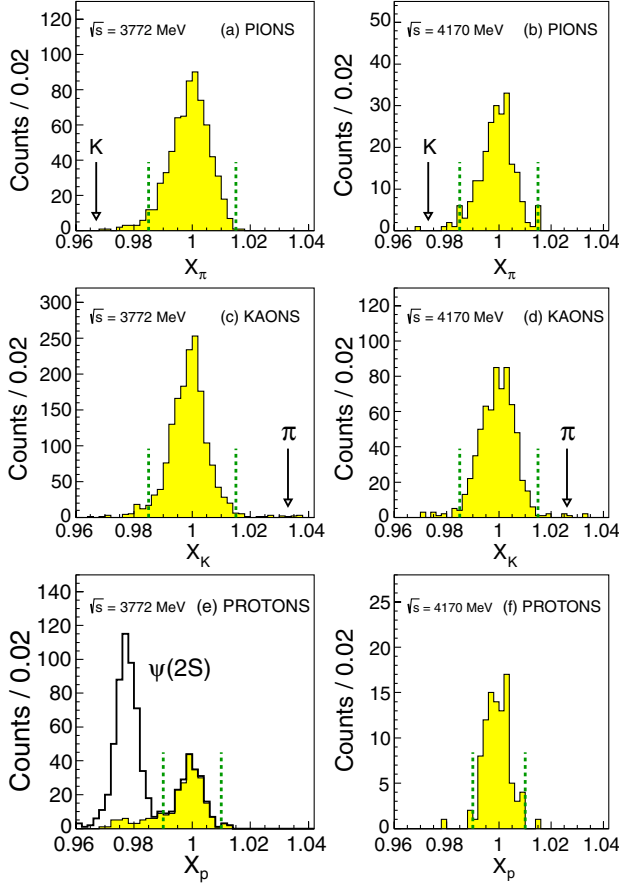 √s = 3772 MeV (a) PIONS
Counts / 0.02
100
80
60
40
20
0
K
0.96 0.98 1 1.02 1.04
X_π
√s = 4170 MeV (b) PIONS
Counts / 0.02
60
50
40
30
20
10
0
K
0.96 0.98 1 1.02 1.04
X_π
√s = 3772 MeV (c) KAONS
Counts / 0.02
300
250
200
150
100
50
0
π
0.96 0.98 1 1.02 1.04
X_K
√s = 4170 MeV (d) KAONS
Counts / 0.02
120
100
80
60
40
20
0
π
0.96 0.98 1 1.02 1.04
X_K
√s = 3772 MeV (e) PROTONS
Counts / 0.02
140
120
100
80
60
40
20
0
ψ(2S)
0.96 0.98 1 1.02 1.04
X_p
√s = 4170 MeV (f) PROTONS
Counts / 0.02
25
20
15
10
5
0
0.96 0.98 1 1.02 1.04
X_p